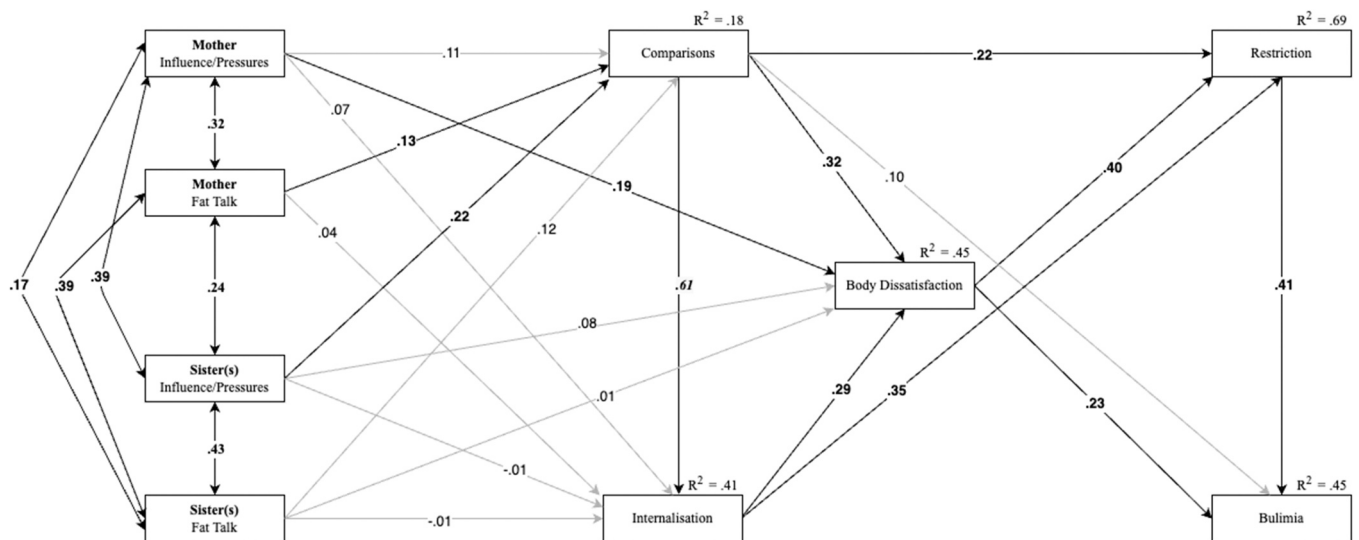 R² = .18
R² = .69
Mother
Influence/Pressures
.11
Comparisons
.22
Restriction
.07
.32
.13
.32
.40
.10
Mother
Fat Talk
.19
.22
.04
.12
R² = .45
.17
.39
.39
.24
.61
Body Dissatisfaction
.41
.08
Sister(s)
Influence/Pressures
.01
.29
.35
.23
.43
-.01
R² = .41
R² = .45
Sister(s)
Fat Talk
-.01
Internalisation
Bulimia